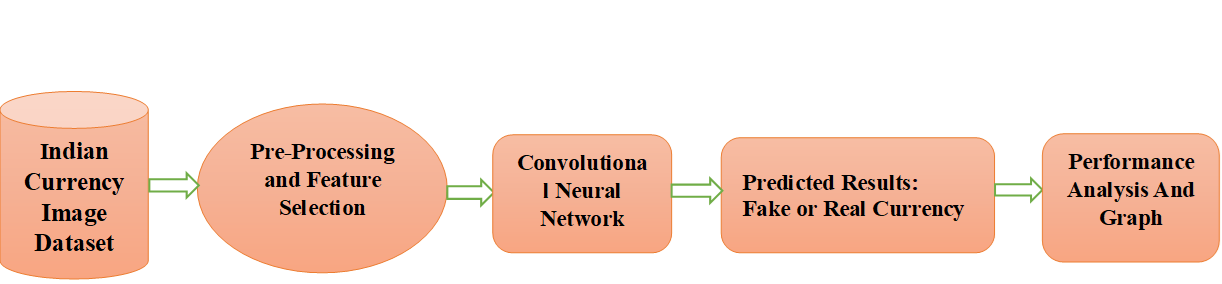 Indian
Currency
Image
Dataset
Pre-Processing
and Feature
Selection
Convolutiona
l Neural
Network
Predicted Results:
Fake or Real Currency
Performance
Analysis And
Graph